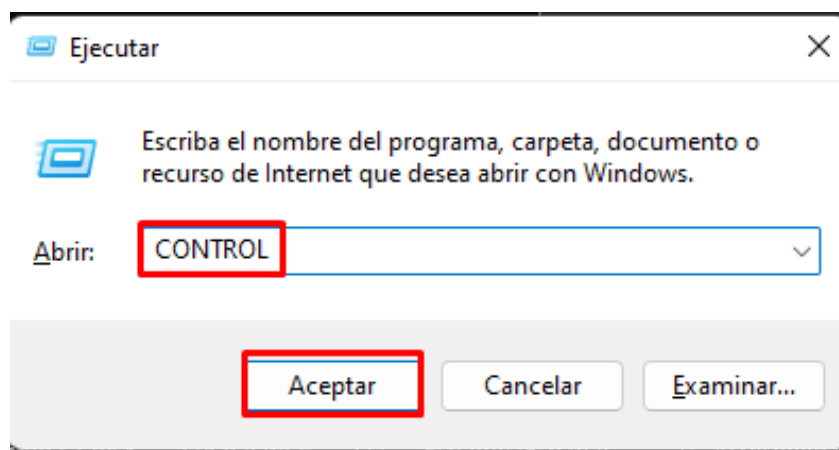 Ejecutar
Escriba el nombre del programa, carpeta, documento o
recurso de Internet que desea abrir con Windows.
Abrir: CONTROL
Aceptar Cancelar Examinar...